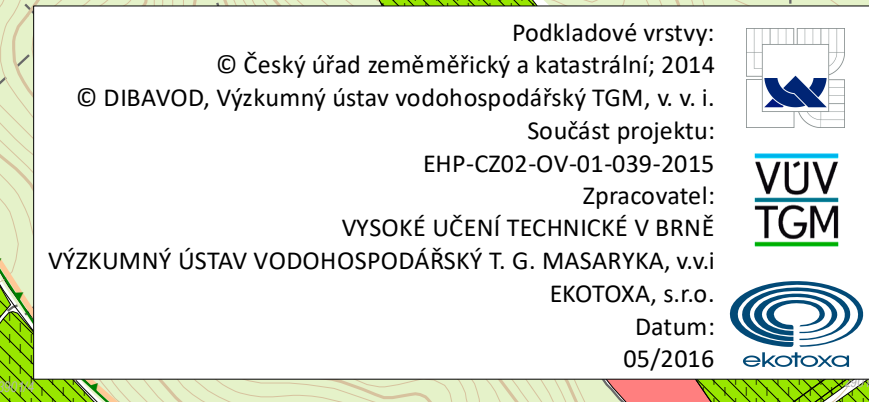 Podkladové vrstvy:
© Český úřad zeměměřický a katastrální; 2014
© DIBAVOD, Výzkumný ústav vodohospodářský TGM, v. v. i.
Součást projektu:
EHP-CZ02-OV-01-039-2015
Zpracovatel:
VYSOKÉ UČENÍ TECHNICKÉ V BRNĚ
VÝZKUMNÝ ÚSTAV VODOHOSPODÁŘSKÝ T. G. MASARYKA, v.v.i
EKOTOXA, s.r.o.
Datum:
05/2016
VÚV
TGM
ekotoxa